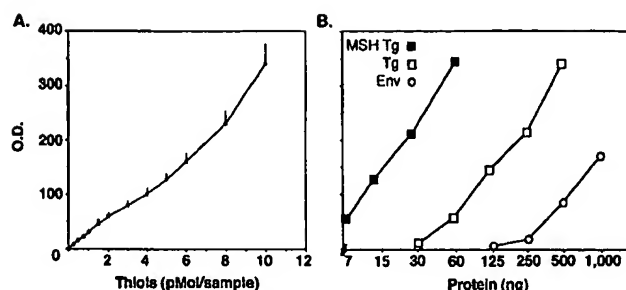 A.
B.
400
300
200
100
0
O.D.
0 2 4 6 8 10 12
Thiols (pMol/sample)
MSH Tg
Tg
Env
7 15 30 60 125 250 500 1,000
Protein (ng)